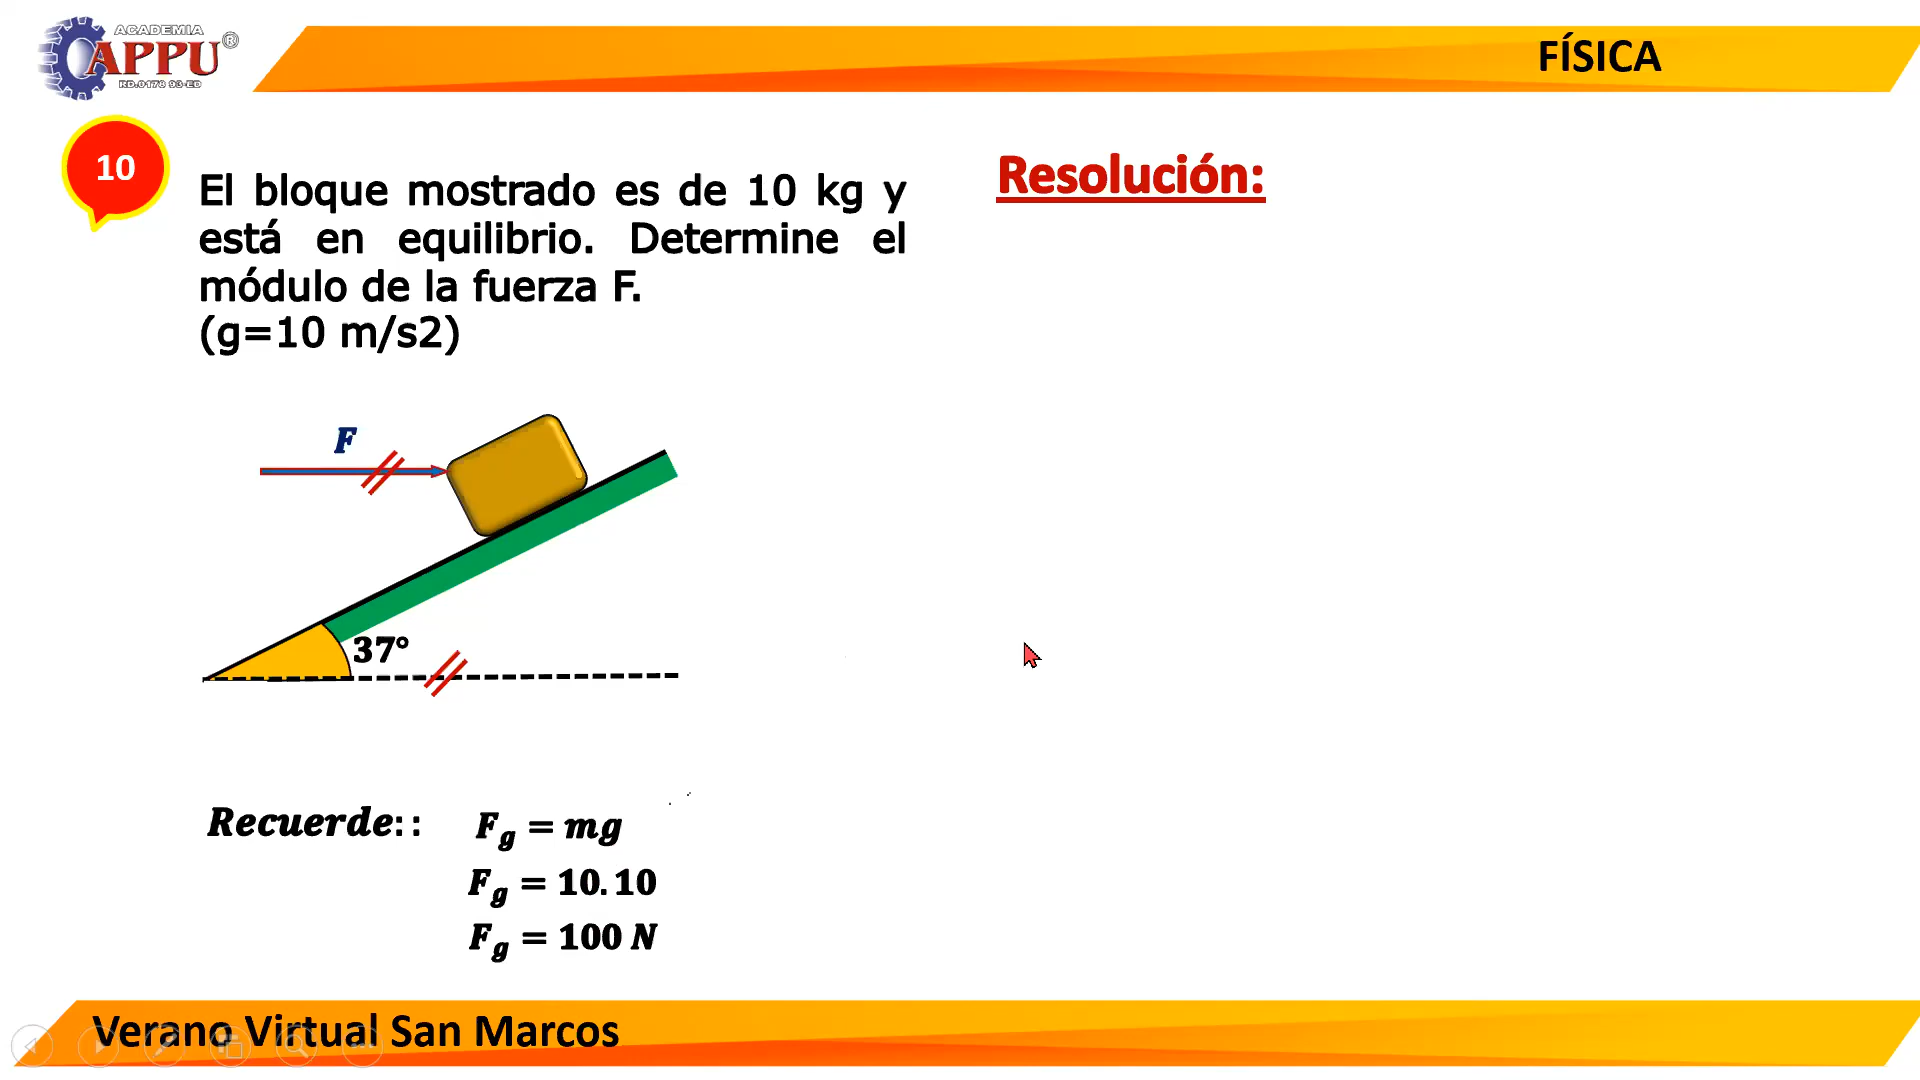 ACADEMIA
APPU®
RD.0178 93-ED
FÍSICA
10
El bloque mostrado es de 10 kg y
está en equilibrio. Determine el
módulo de la fuerza F.
(g=10 m/s2)
F
37°
Recuerde::
F_g = mg
F_g = 10.10
F_g = 100 N
Resolución:
Verano Virtual San Marcos